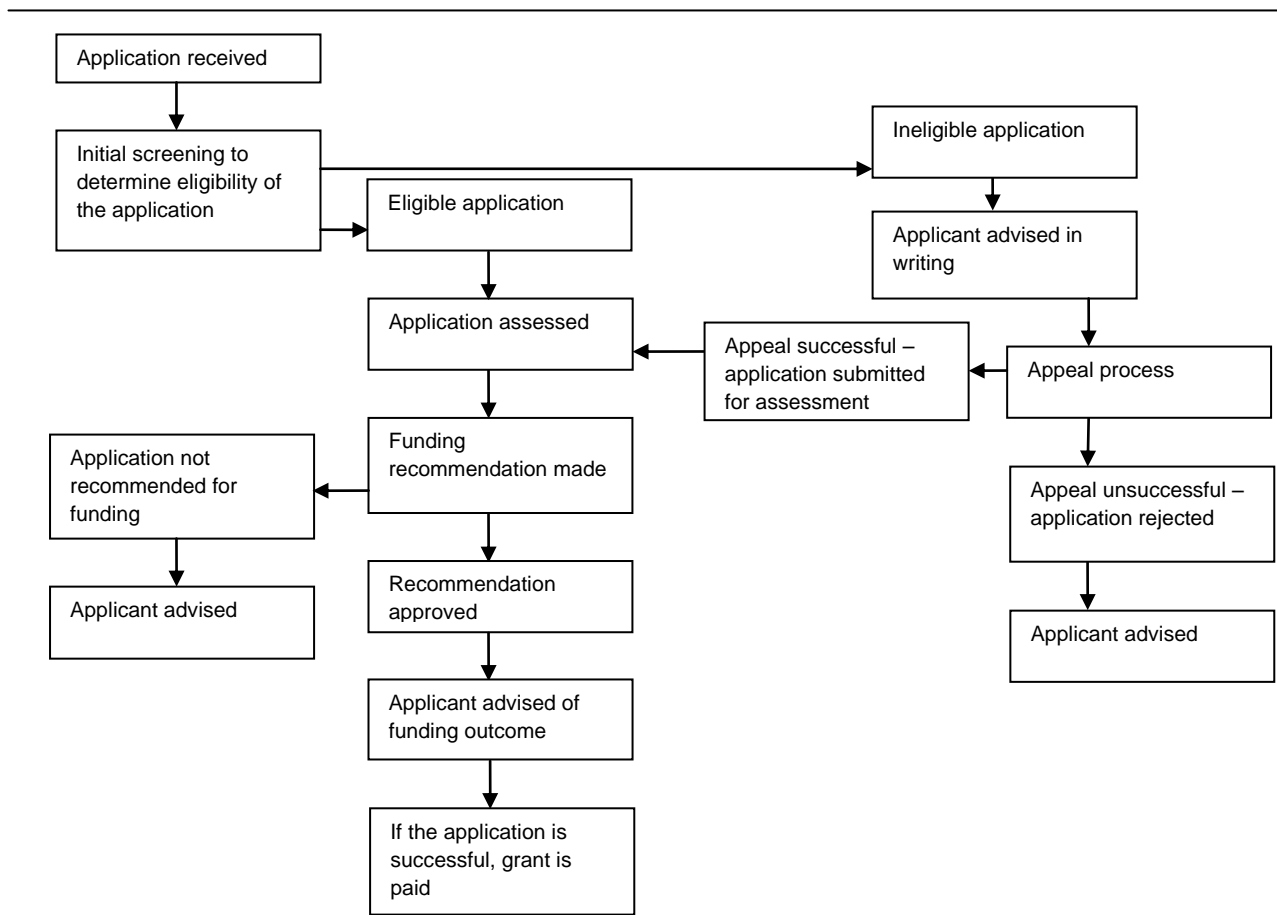 Application received
Initial screening to
determine eligibility of
the application
Ineligible application
Eligible application
Applicant advised in
writing
Application assessed
Appeal successful –
application submitted
for assessment
Appeal process
Funding
recommendation made
Application not
recommended for
funding
Appeal unsuccessful –
application rejected
Recommendation
approved
Applicant advised
Applicant advised
Applicant advised of
funding outcome
If the application is
successful, grant is
paid